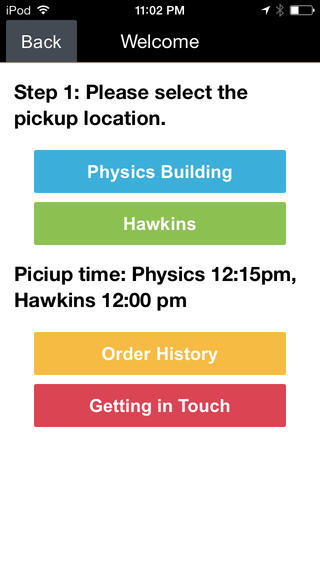 iPod 11:02 PM
Back Welcome
Step 1: Please select the
pickup location.
Physics Building
Hawkins
Piciup time: Physics 12:15pm,
Hawkins 12:00 pm
Order History
Getting in Touch